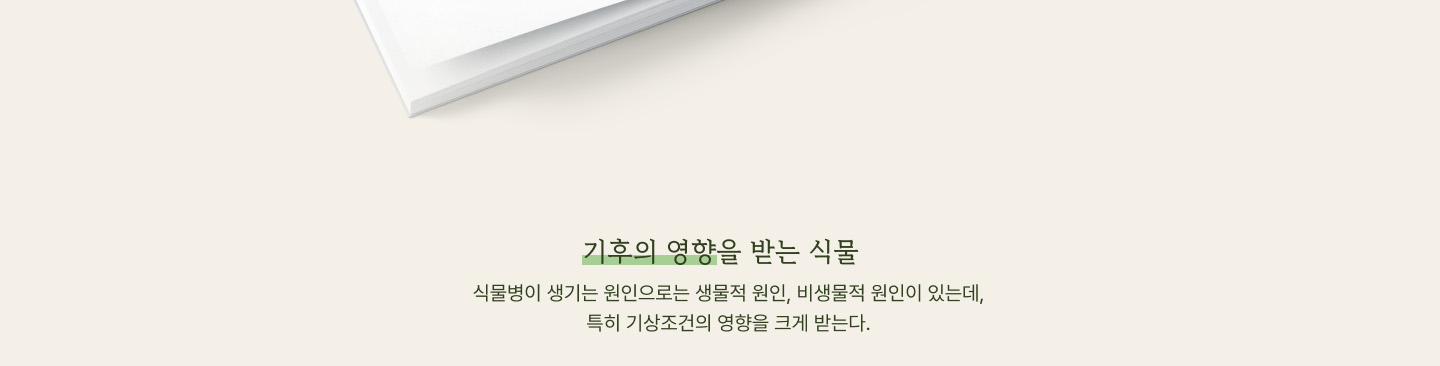 기후의 영향을 받는 식물
식물병이 생기는 원인으로는 생물적 원인, 비생물적 원인이 있는데,
특히 기상조건의 영향을 크게 받는다.